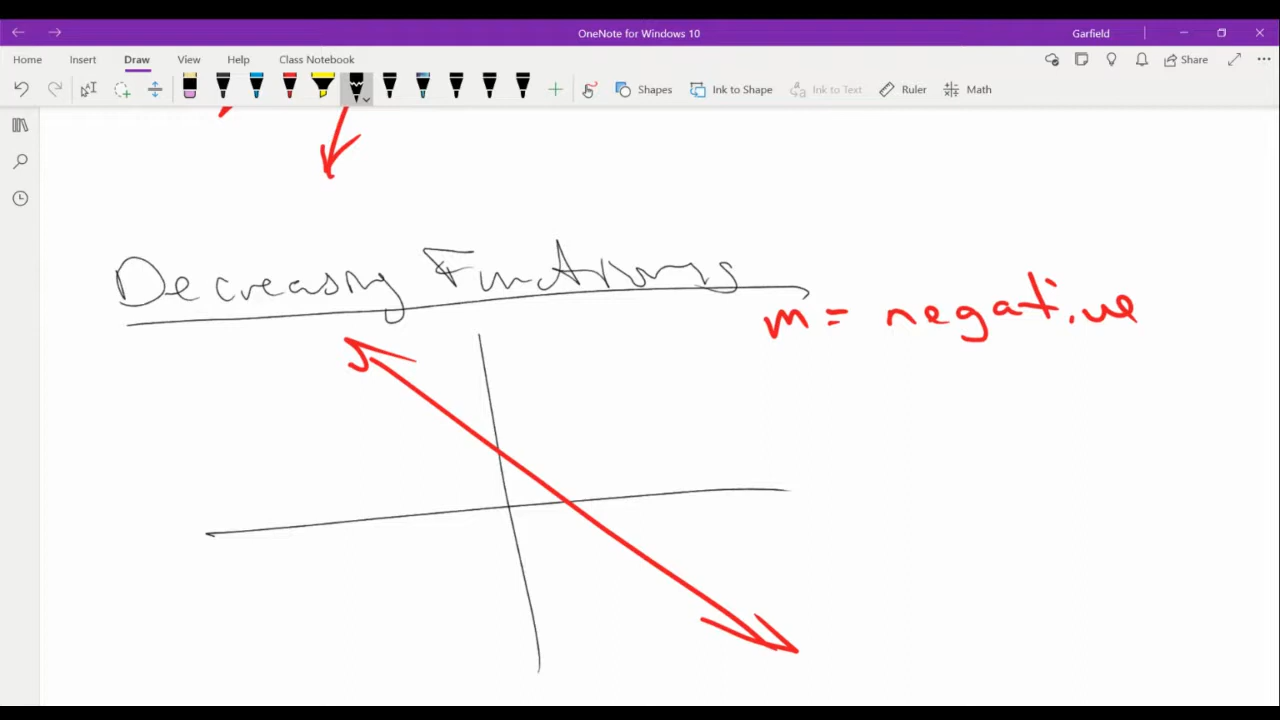 OneNote for Windows 10
Garfield
Home Insert Draw View Help Class Notebook
Share
Shapes Ink to Shape Ink to Text Ruler Math
Decreasing Functions
m = negative